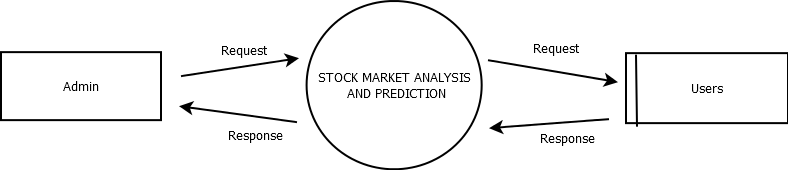 Request
Request
Admin
STOCK MARKET ANALYSIS
AND PREDICTION
Users
Response
Response